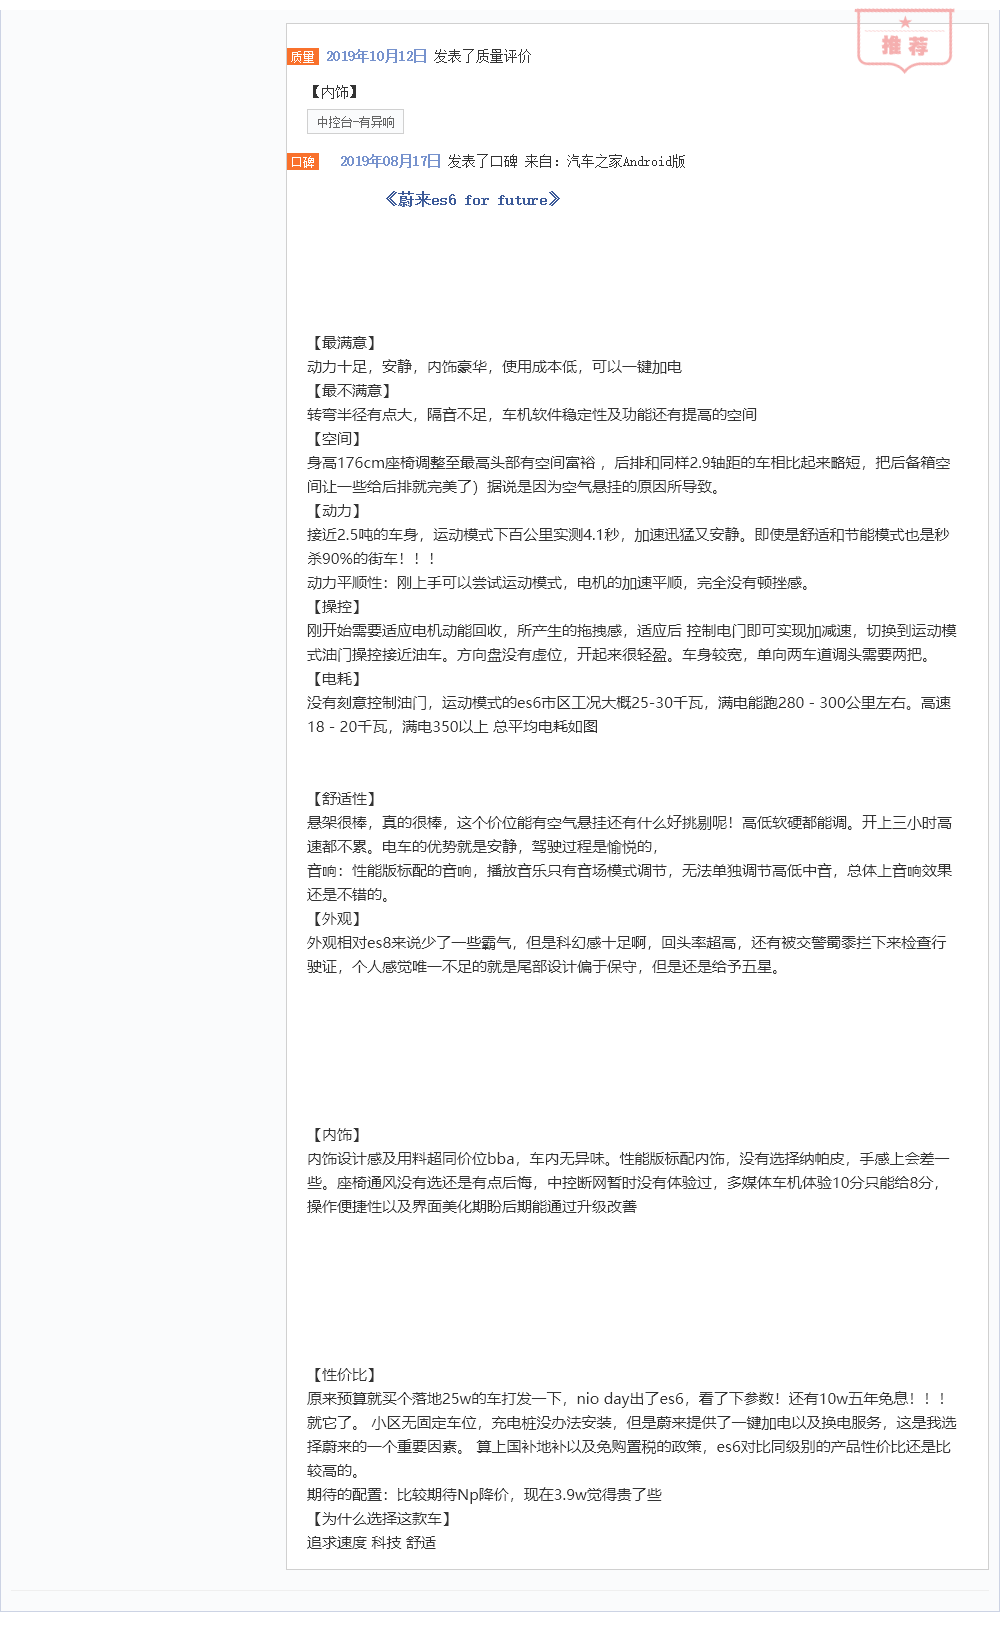 推荐
质量 2019年10月12日 发表了质量评价
【内饰】
中控台-有异响
口碑 2019年08月17日 发表了口碑 来自：汽车之家Android版
《蔚来es6 for future》
【最满意】
动力十足，安静，内饰豪华，使用成本低，可以一键加电
【最不满意】
转弯半径有点大，隔音不足，车机软件稳定性及功能还有提高的空间
【空间】
身高176cm座椅调整至最高头部有空间富裕 ，后排和同样2.9轴距的车相比起来略短，把后备箱空
间让一些给后排就完美了）据说是因为空气悬挂的原因所导致。
【动力】
接近2.5吨的车身，运动模式下百公里实测4.1秒，加速迅猛又安静。即使是舒适和节能模式也是秒
杀90%的街车！！！
动力平顺性：刚上手可以尝试运动模式，电机的加速平顺，完全没有顿挫感。
【操控】
刚开始需要适应电机动能回收，所产生的拖拽感，适应后 控制电门即可实现加减速，切换到运动模
式油门操控接近油车。方向盘没有虚位，开起来很轻盈。车身较宽，单向两车道调头需要两把。
【电耗】
没有刻意控制油门，运动模式的es6市区工况大概25-30千瓦，满电能跑280 - 300公里左右。高速
18 - 20千瓦，满电350以上 总平均电耗如图
【舒适性】
悬架很棒，真的很棒，这个价位能有空气悬挂还有什么好挑剔呢！高低软硬都能调。开上三小时高
速都不累。电车的优势就是安静，驾驶过程是愉悦的，
音响：性能版标配的音响，播放音乐只有音场模式调节，无法单独调节高低中音，总体上音响效果
还是不错的。
【外观】
外观相对es8来说少了一些霸气，但是科幻感十足啊，回头率超高，还有被交警蜀黍拦下来检查行
驶证，个人感觉唯一不足的就是尾部设计偏于保守，但是还是给予五星。
【内饰】
内饰设计感及用料超同价位bba，车内无异味。性能版标配内饰，没有选择纳帕皮，手感上会差一
些。座椅通风没有选还是有点后悔，中控断网暂时没有体验过，多媒体车机体验10分只能给8分，
操作便捷性以及界面美化期盼后期能通过升级改善
【性价比】
原来预算就买个落地25w的车打发一下，nio day出了es6，看了下参数！还有10w五年免息！！！
就它了。 小区无固定车位，充电桩没办法安装，但是蔚来提供了一键加电以及换电服务，这是我选
择蔚来的一个重要因素。 算上国补地补以及免购置税的政策，es6对比同级别的产品性价比还是比
较高的。
期待的配置：比较期待Np降价，现在3.9w觉得贵了些
【为什么选择这款车】
追求速度 科技 舒适